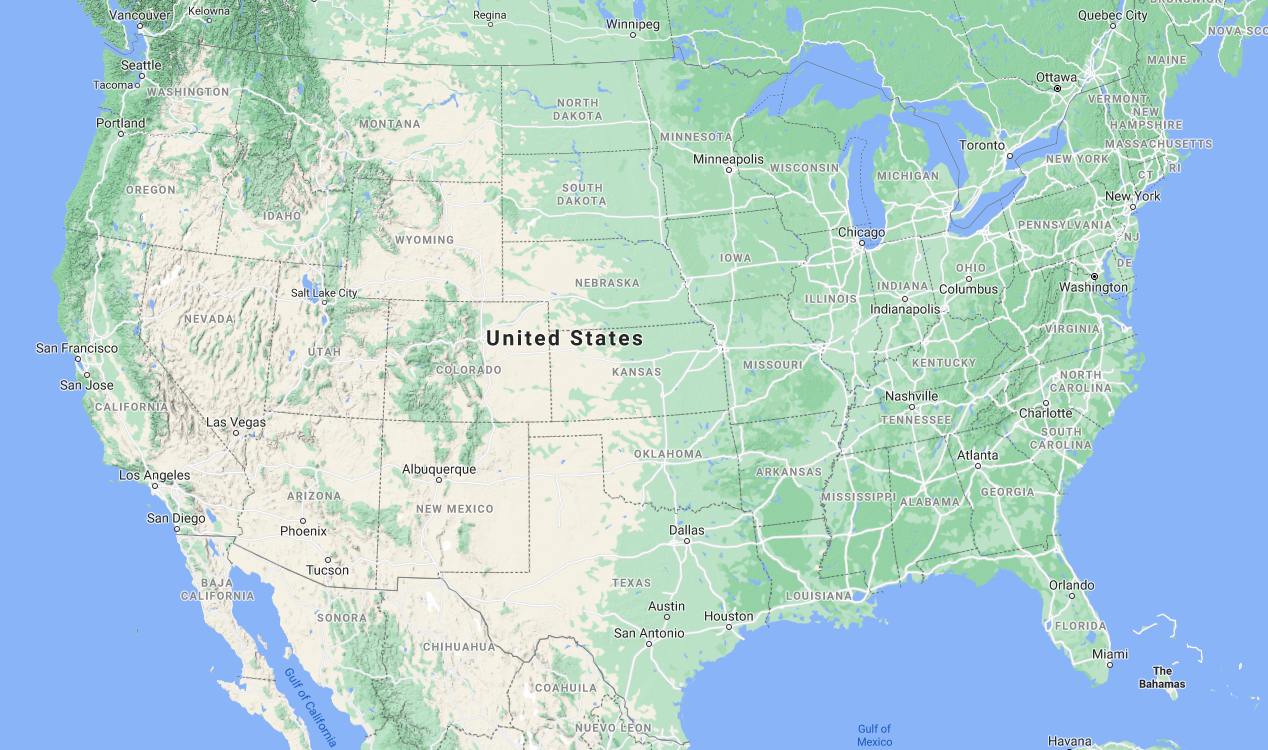 Vancouver
Kelowna
Regina
Winnipeg
Quebec City
NOVA SCO
Seattle
Tacoma
WASHINGTON
Portland
MONTANA
NORTH
DAKOTA
MINNESOTA
Minneapolis
WISCONSIN
MICHIGAN
Ottawa
Toronto
MAINE
VERMONT
NEW
HAMPSHIRE
MASSACHUSETTS
NEW YORK
CT
RI
OREGON
IDAHO
SOUTH
DAKOTA
WYOMING
IOWA
Chicago
New York
PENNSYLVANIA
NJ
DE
Washington
OHIO
Columbus
INDIANA
Indianapolis
ILLINOIS
NEBRASKA
Salt Lake City
NEVADA
UTAH
United States
COLORADO
KANSAS
MISSOURI
KENTUCKY
VIRGINIA
San Francisco
San Jose
CALIFORNIA
Las Vegas
Nashville
TENNESSEE
NORTH
CAROLINA
Charlotte
SOUTH
CAROLINA
Los Angeles
San Diego
Albuquerque
ARIZONA
NEW MEXICO
Phoenix
Tucson
OKLAHOMA
ARKANSAS
MISSISSIPPI
ALABAMA
Atlanta
GEORGIA
Dallas
TEXAS
Austin
Houston
San Antonio
LOUISIANA
Orlando
FLORIDA
Miami
The
Bahamas
BAJA
CALIFORNIA
SONORA
CHIHUAHUA
COAHUILA
NUEVO LEON
Gulf of California
Gulf of
Mexico
Havana